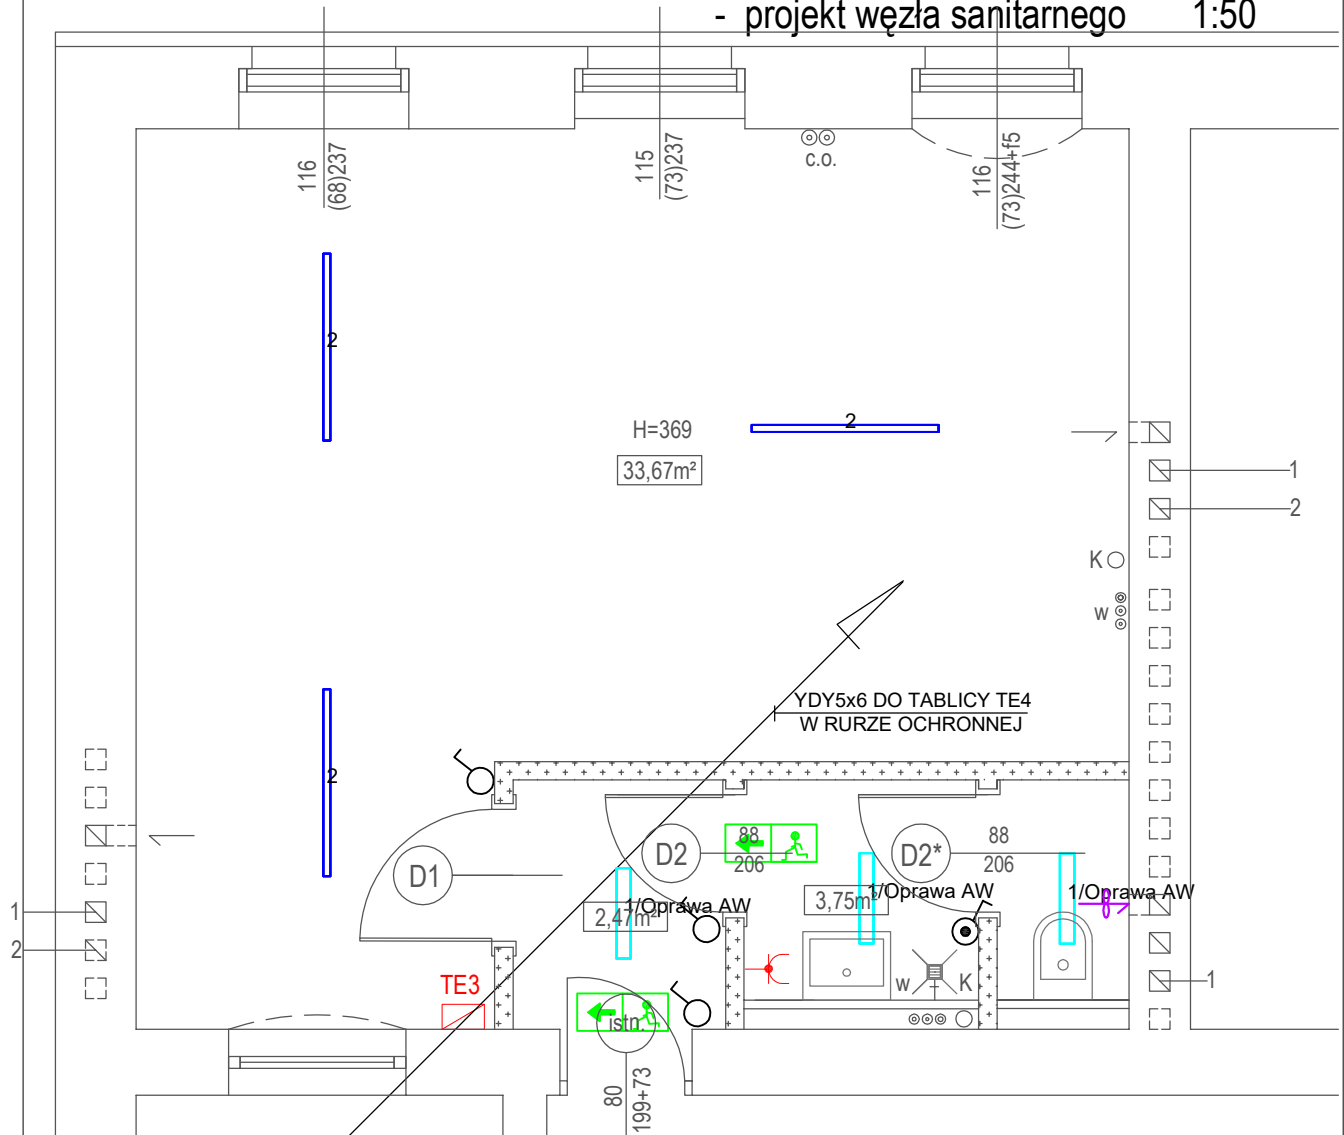 - projekt węzła sanitarnego 1:50
116
(68)237
115
(73)237
c.o.
116
(73)244+f5
2
2
H=369
33,67m²
1
2
K
w
YDY5x6 DO TABLICY TE4
W RURZE OCHRONNEJ
2
D1
D2
88
206
D2*
88
206
1/Oprawa AW
1/Oprawa AW
1/Oprawa AW
2,47m²
3,75m²
1
2
TE3
w
K
1
istn.
80
199+73